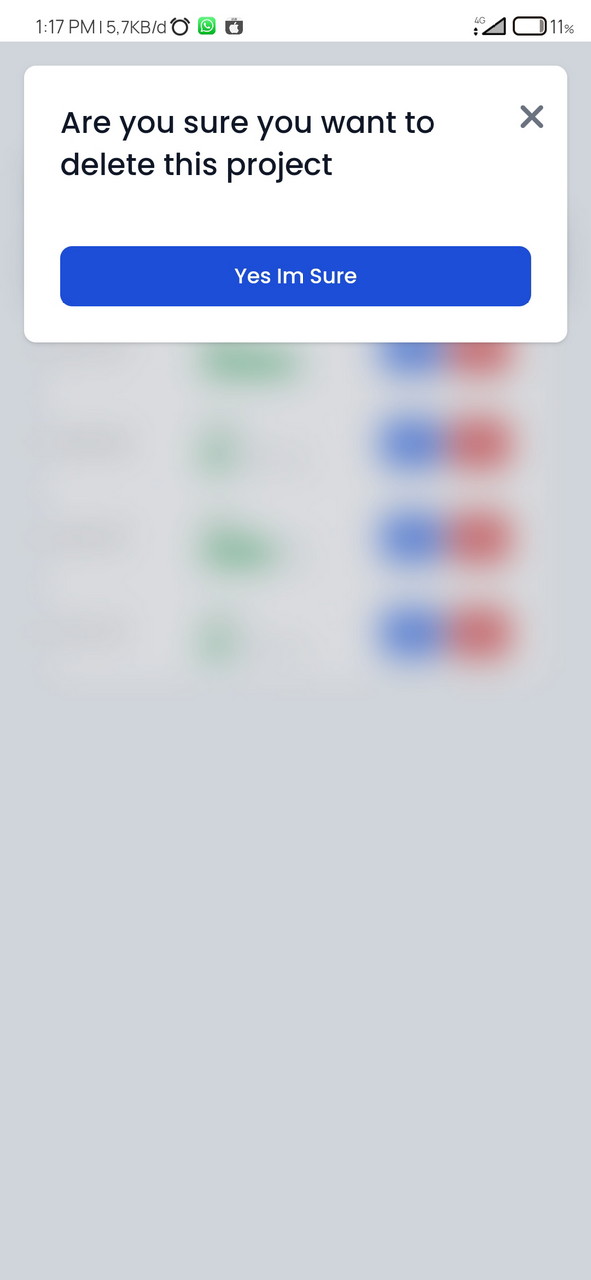 1:17 PM | 5,7KB/d
4G
11%
Are you sure you want to
delete this project
Yes Im Sure